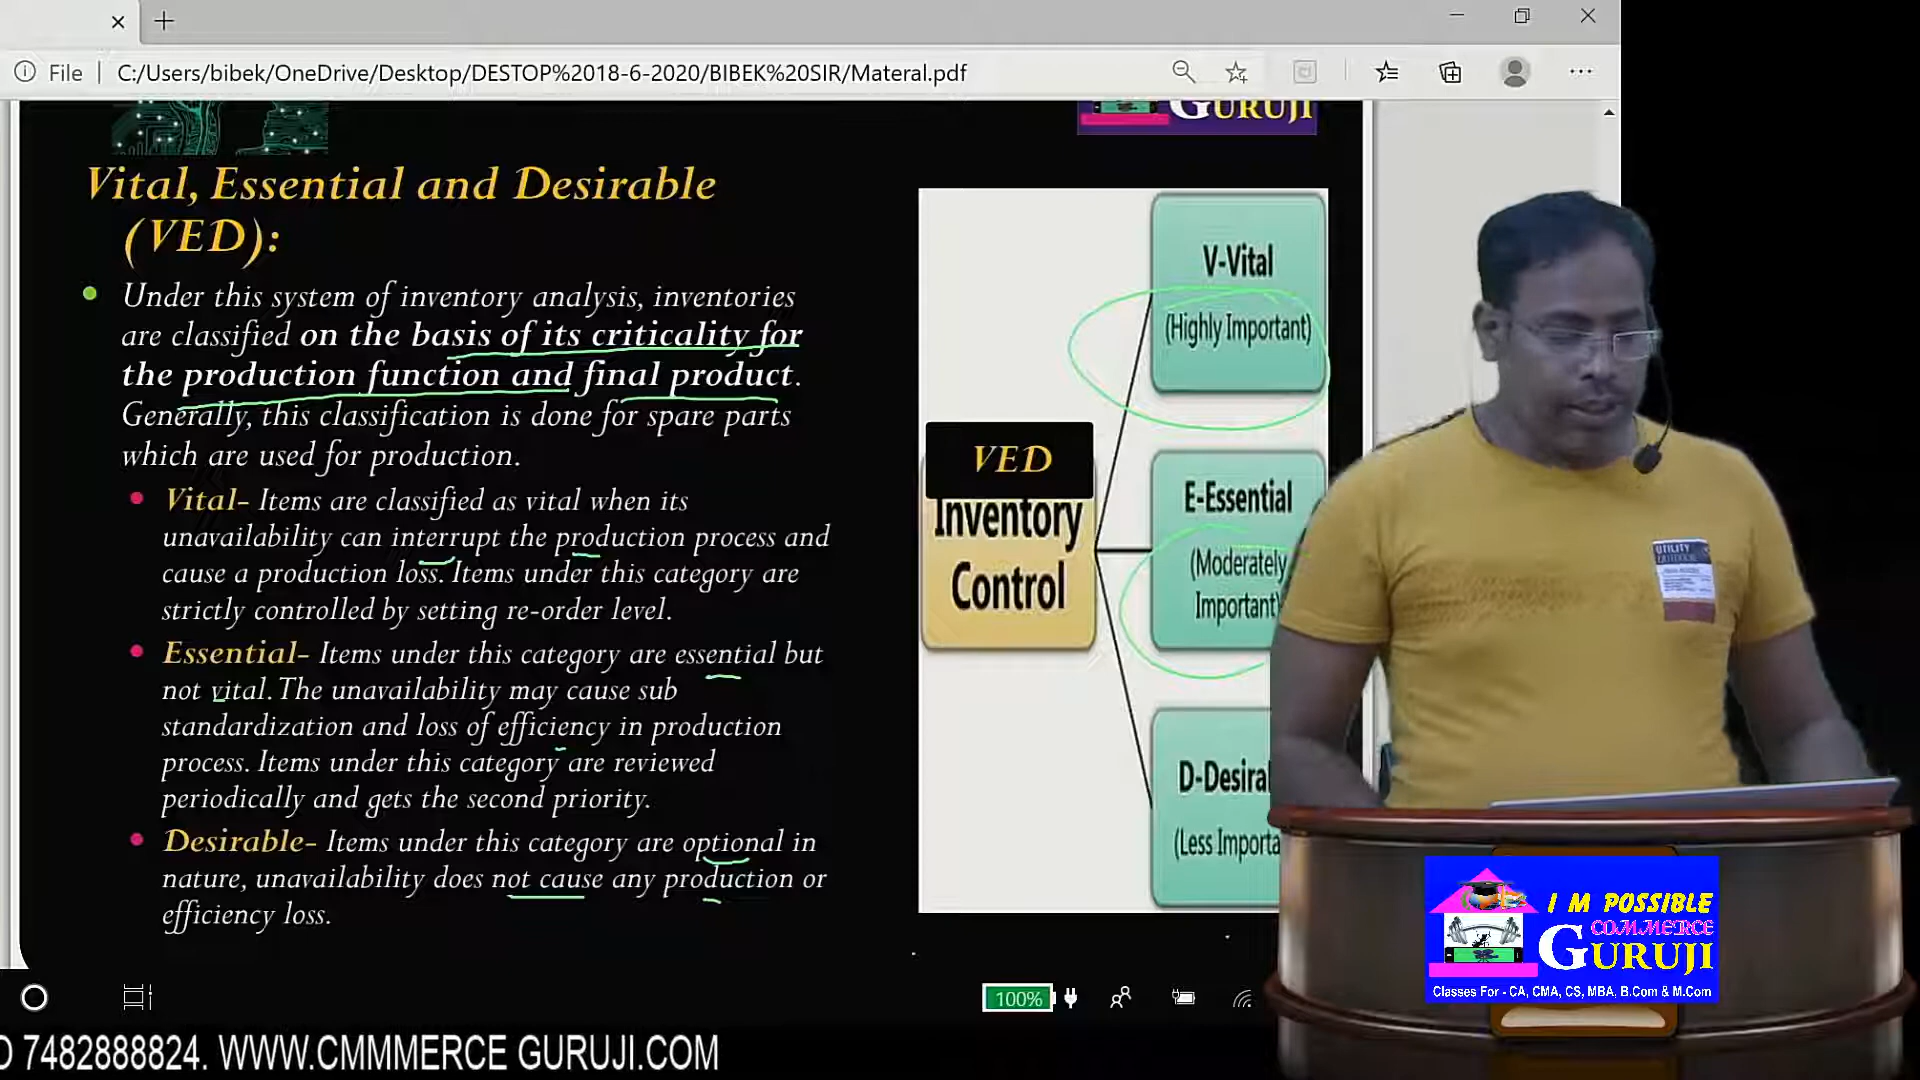 File
C:/Users/bibek/OneDrive/Desktop/DESTOP%2018-6-2020/BIBEK%20SIR/Materal.pdf
GURUJI
Vital, Essential and Desirable
(VED):
Under this system of inventory analysis, inventories
are classified on the basis of its criticality for
the production function and final product.
Generally, this classification is done for spare parts
which are used for production.
Vital- Items are classified as vital when its
unavailability can interrupt the production process and
cause a production loss. Items under this category are
strictly controlled by setting re-order level.
Essential- Items under this category are essential but
not vital. The unavailability may cause sub
standardization and loss of efficiency in production
process. Items under this category are reviewed
periodically and gets the second priority.
Desirable- Items under this category are optional in
nature, unavailability does not cause any production or
efficiency loss.
VED
Inventory
Control
V-Vital
(Highly Important)
E-Essential
(Moderately
Important)
D-Desira
(Less Importa
UTILITY
100%
I M POSSIBLE
COMMERCE
GURUJI
Classes For - CA, CMA, CS, MBA, B.Com & M.Com
7482888824. WWW.CMMMERCE GURUJI.COM